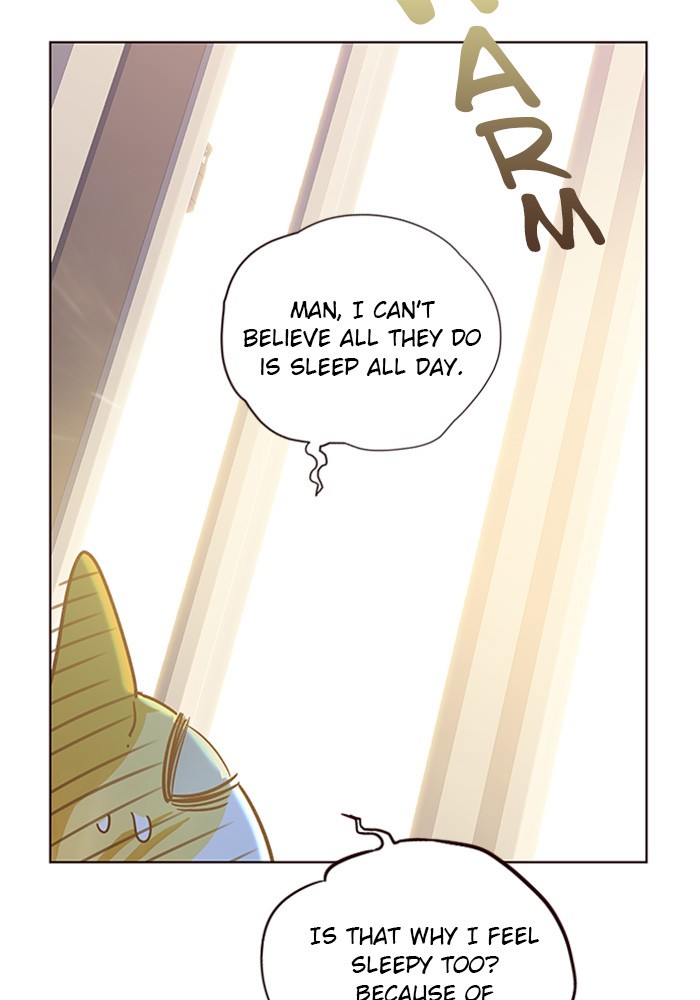 ARM
MAN, I CAN'T
BELIEVE ALL THEY DO
IS SLEEP ALL DAY.
IS THAT WHY I FEEL
SLEEPY TOO?
BECAUSE OF